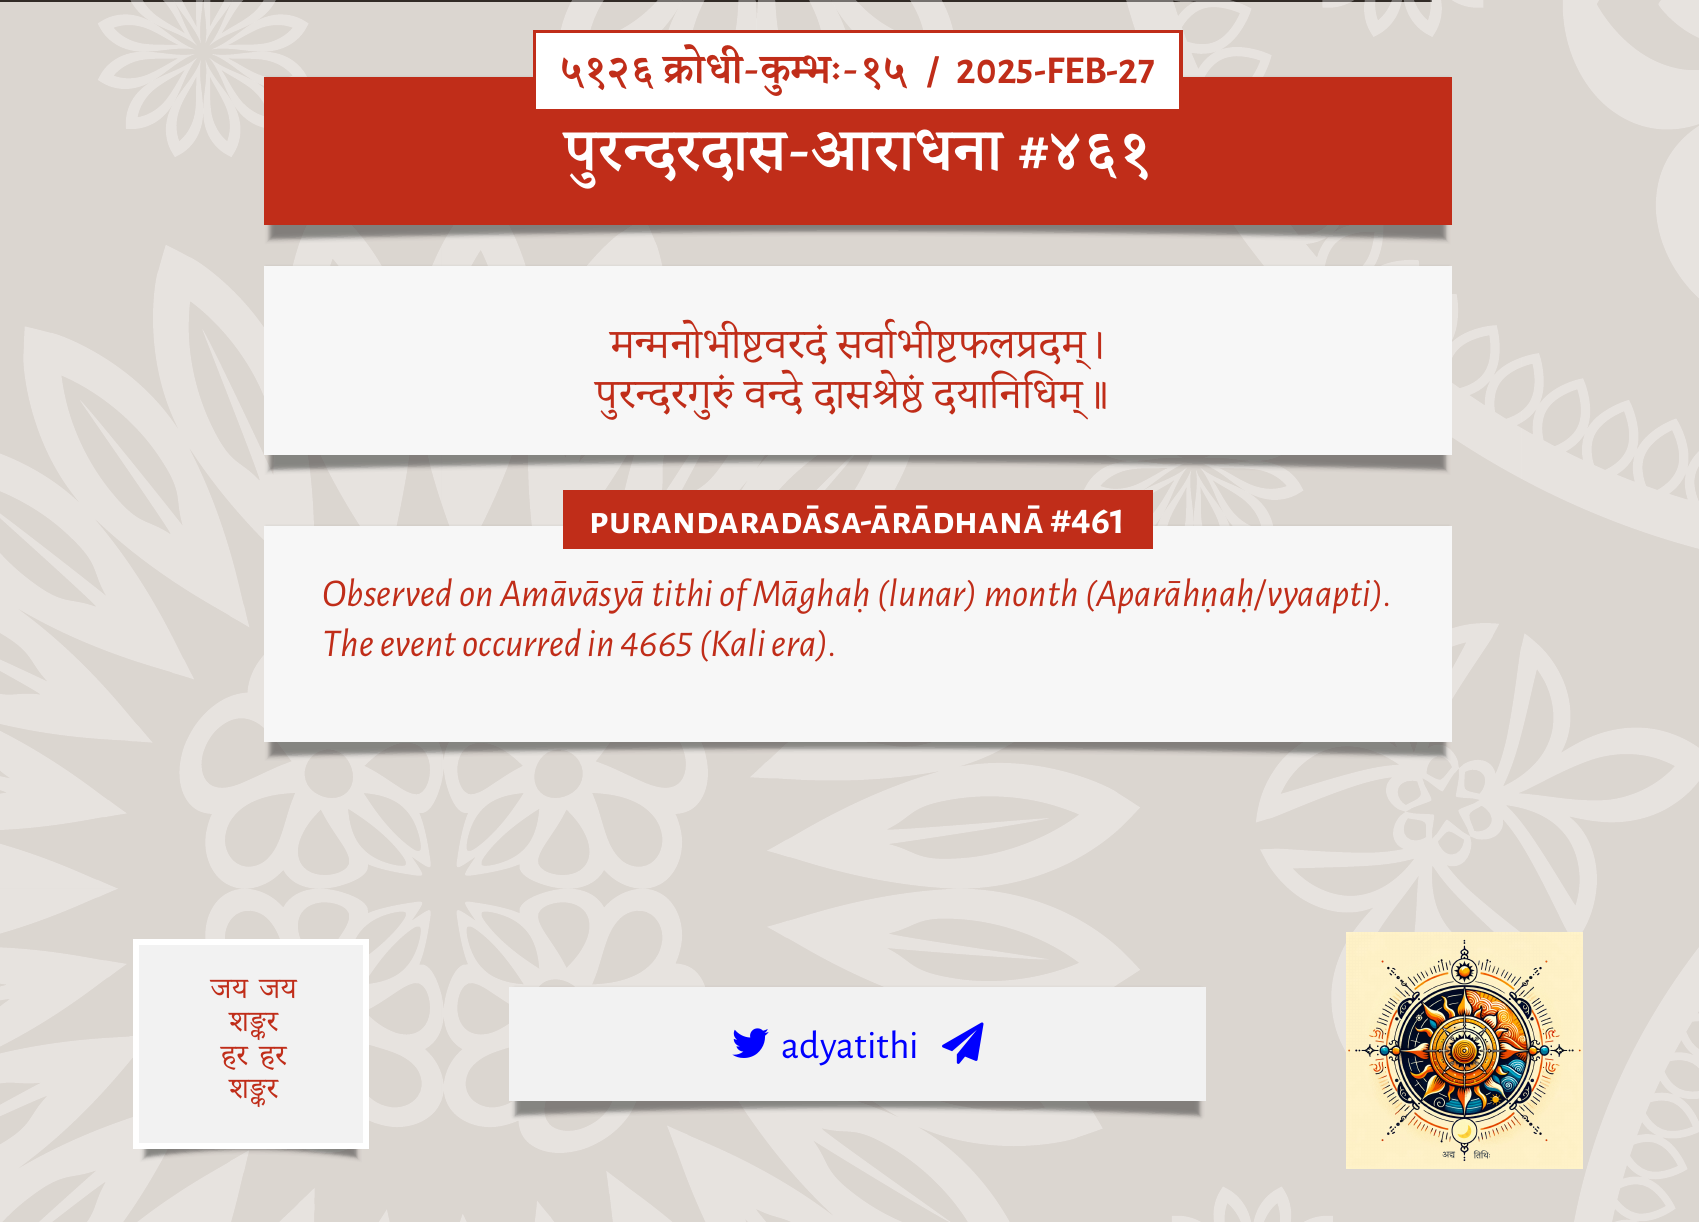 ५१२६ क्रोधी-कुम्भः-१५ / 2025-FEB-27
पुरन्दरदास-आराधना #४६१
मन्मनोभीष्टवरदं सर्वाभीष्टफलप्रदम्।
पुरन्दरगुरुं वन्दे दासश्रेष्ठं दयानिधिम्॥
PURANDARADĀSA-ĀRĀDHANĀ #461
Observed on Amāvāsyā tithi of Māghaḥ (lunar) month (Aparāhṇaḥ/vyaapti).
The event occurred in 4665 (Kali era).
जय जय
शङ्कर
हर हर
शङ्कर
adyatithi
अद्य तिथिः